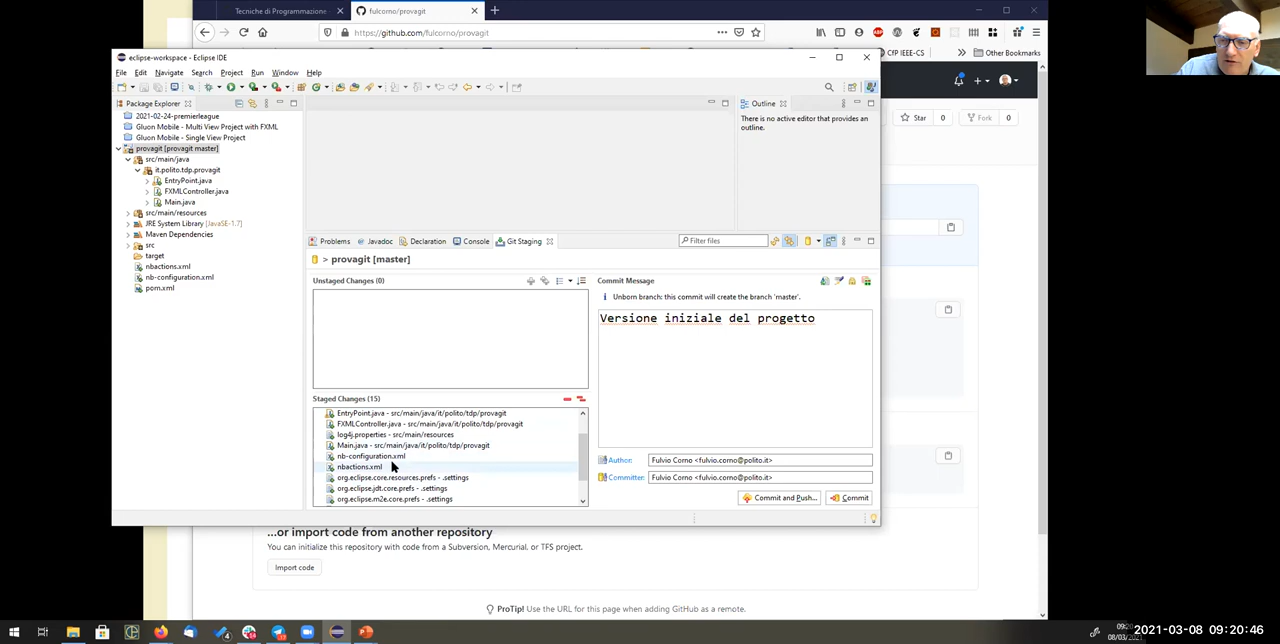 Tecniche di Programmazione
fulcorno/provagit
https://github.com/fulcorno/provagit
CfP IEEE-CS
Other Bookmarks
Star 0 Fork 0
eclipse-workspace - Eclipse IDE
File Edit Navigate Search Project Run Window Help
Package Explorer
2021-02-24-premierleague
Gluon Mobile - Multi View Project with FXML
Gluon Mobile - Single View Project
provagit [provagit master]
src/main/java
it.polito.tdp.provagit
EntryPoint.java
FXMLController.java
Main.java
src/main/resources
JRE System Library [JavaSE-1.7]
Maven Dependencies
src
target
nbactions.xml
nb-configuration.xml
pom.xml
Outline
There is no active editor that provides an
outline.
Problems Javadoc Declaration Console Git Staging
Filter files
> provagit [master]
Unstaged Changes (0)
Staged Changes (15)
EntryPoint.java - src/main/java/it/polito/tdp/provagit
FXMLController.java - src/main/java/it/polito/tdp/provagit
log4j.properties - src/main/resources
Main.java - src/main/java/it/polito/tdp/provagit
nb-configuration.xml
nbactions.xml
org.eclipse.core.resources.prefs - .settings
org.eclipse.jdt.core.prefs - .settings
org.eclipse.m2e.core.prefs - .settings
Commit Message
Unborn branch: this commit will create the branch 'master'.
Versione iniziale del progetto
Author: Fulvio Corno <fulvio.corno@polito.it>
Committer: Fulvio Corno <fulvio.corno@polito.it>
Commit and Push... Commit
...or import code from another repository
You can initialize this repository with code from a Subversion, Mercurial, or TFS project.
Import code
ProTip! Use the URL for this page when adding GitHub as a remote.
2021-03-08 09:20:46